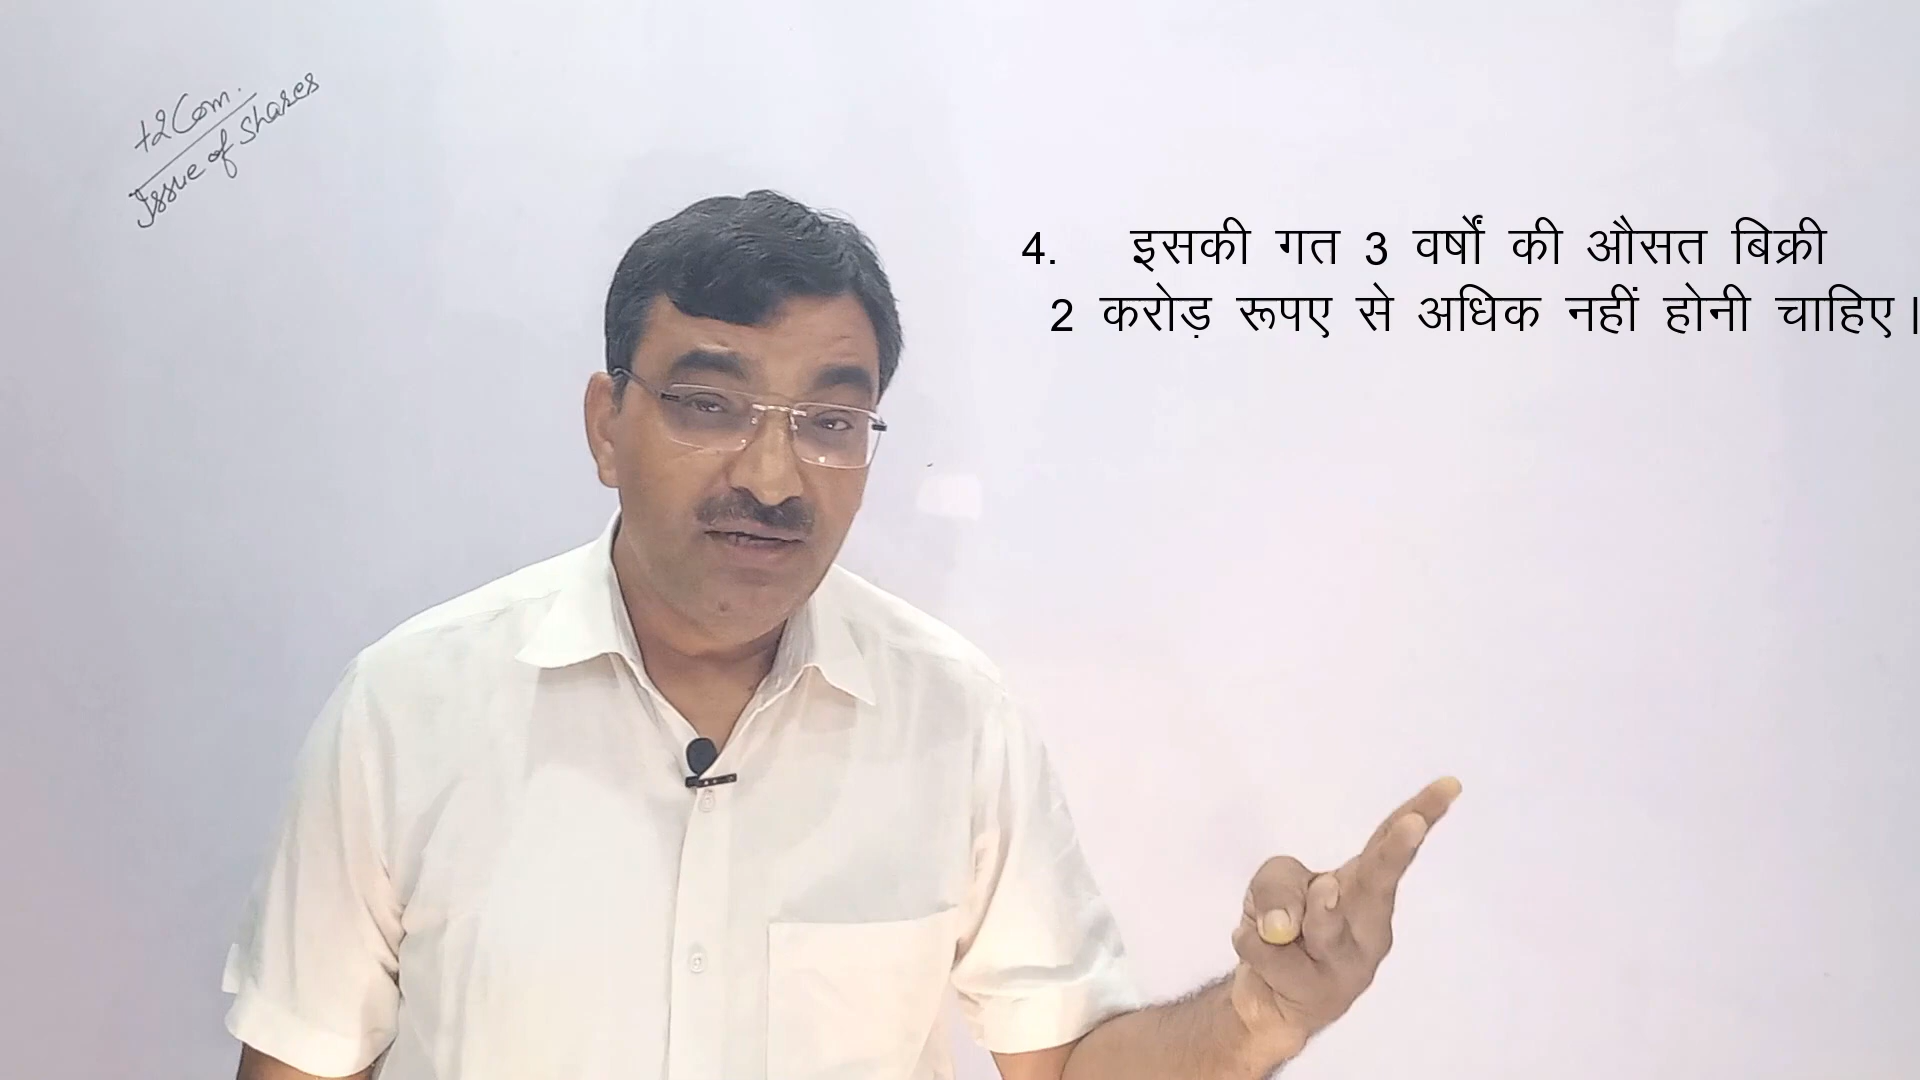 +2 Com.
Issue of Shares
4. इसकी गत 3 वर्षों की औसत बिक्री
2 करोड़ रूपए से अधिक नहीं होनी चाहिए।